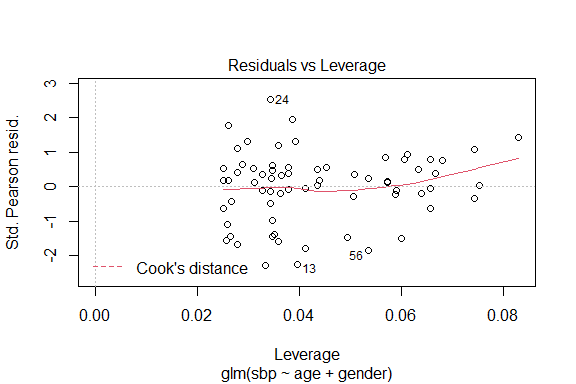 Residuals vs Leverage
Std. Pearson resid.
3
2
1
0
-1
-2
24
13
56
Cook's distance
0.00 0.02 0.04 0.06 0.08
Leverage
glm(sbp ~ age + gender)